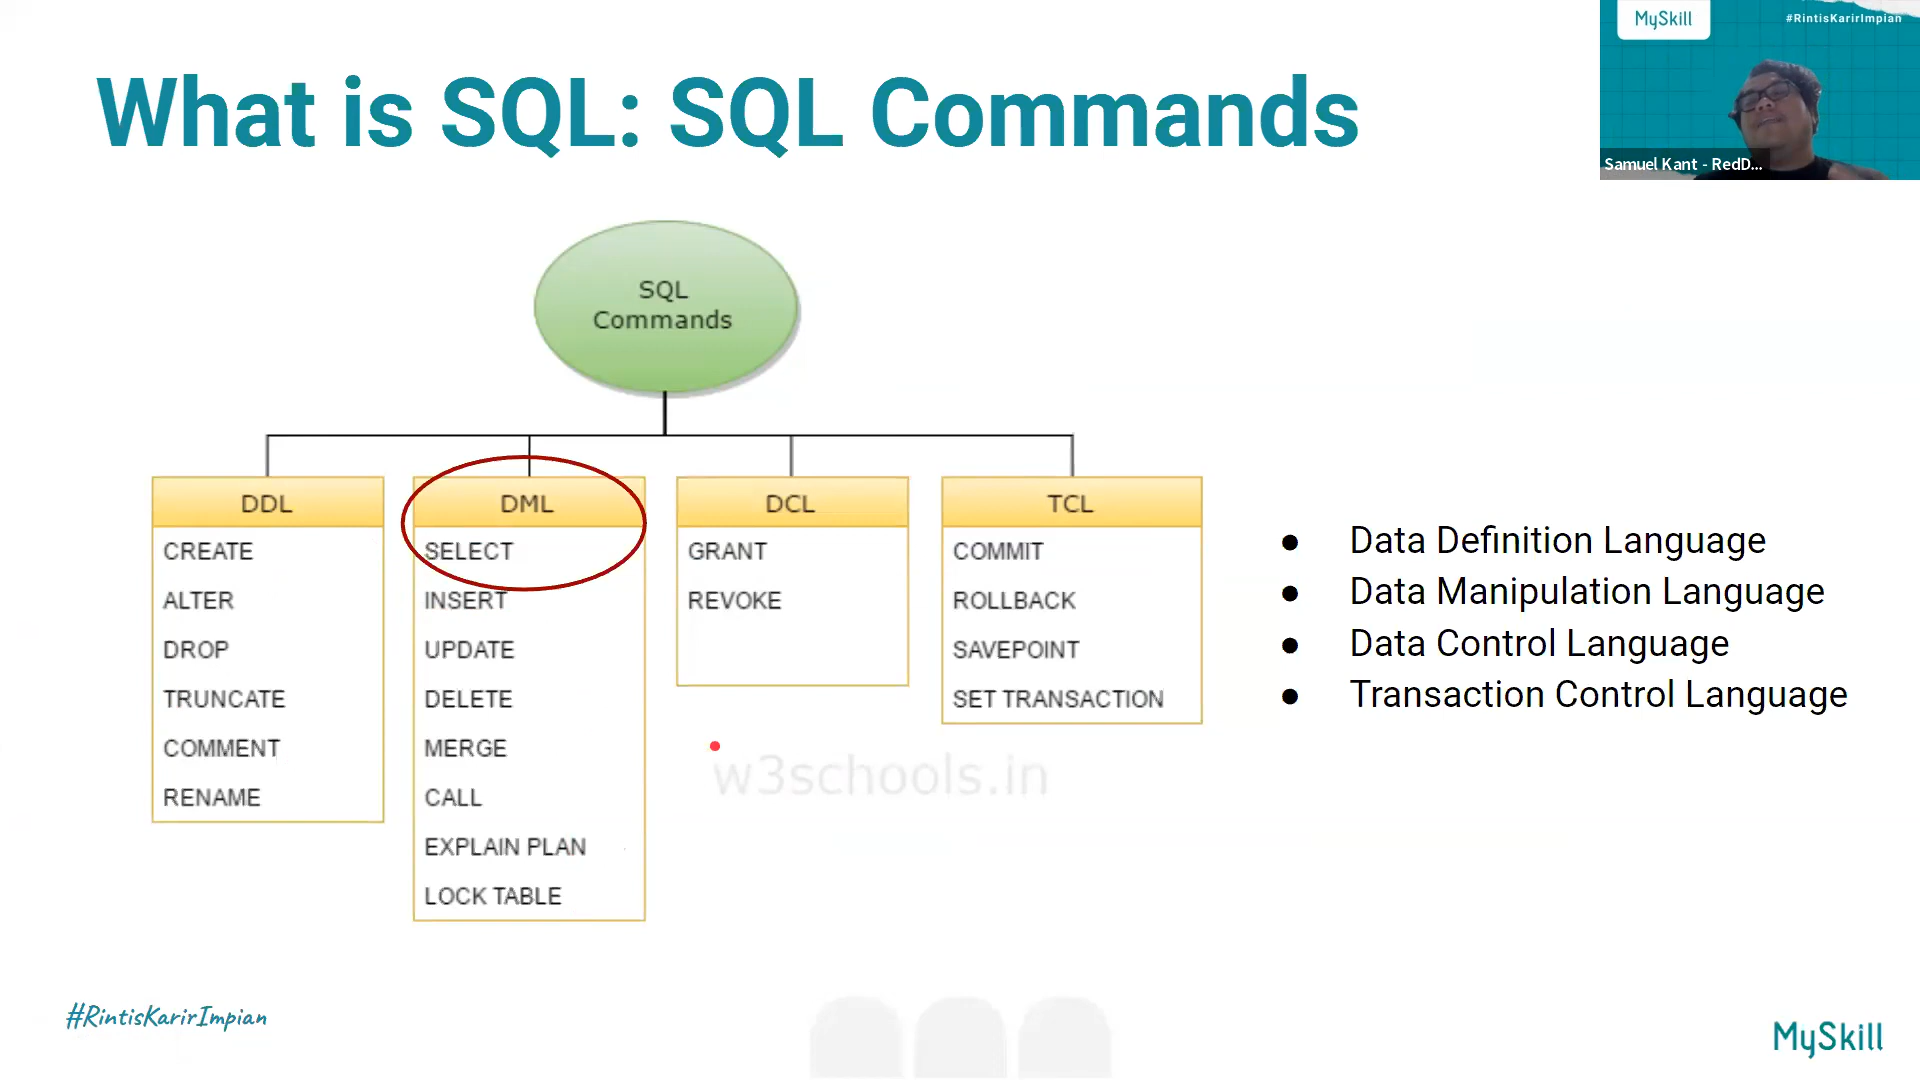 MySkill
#RintisKarirImpian
Samuel Kant - RedD...
What is SQL: SQL Commands
SQL
Commands
DDL
CREATE
ALTER
DROP
TRUNCATE
COMMENT
RENAME
DML
SELECT
INSERT
UPDATE
DELETE
MERGE
CALL
EXPLAIN PLAN
LOCK TABLE
DCL
GRANT
REVOKE
TCL
COMMIT
ROLLBACK
SAVEPOINT
SET TRANSACTION
w3schools.in
● Data Definition Language
● Data Manipulation Language
● Data Control Language
● Transaction Control Language
#RintisKarirImpian
MySkill